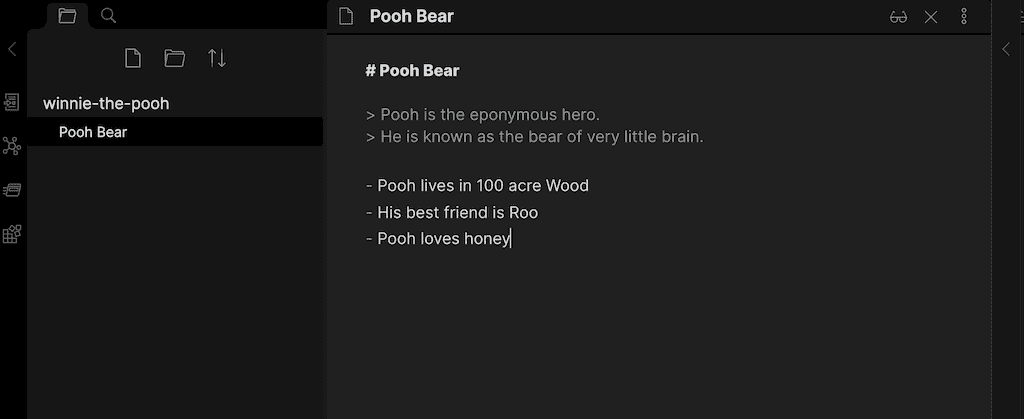 winnie-the-pooh
Pooh Bear
Pooh Bear
# Pooh Bear
> Pooh is the eponymous hero.
> He is known as the bear of very little brain.
- Pooh lives in 100 acre Wood
- His best friend is Roo
- Pooh loves honey